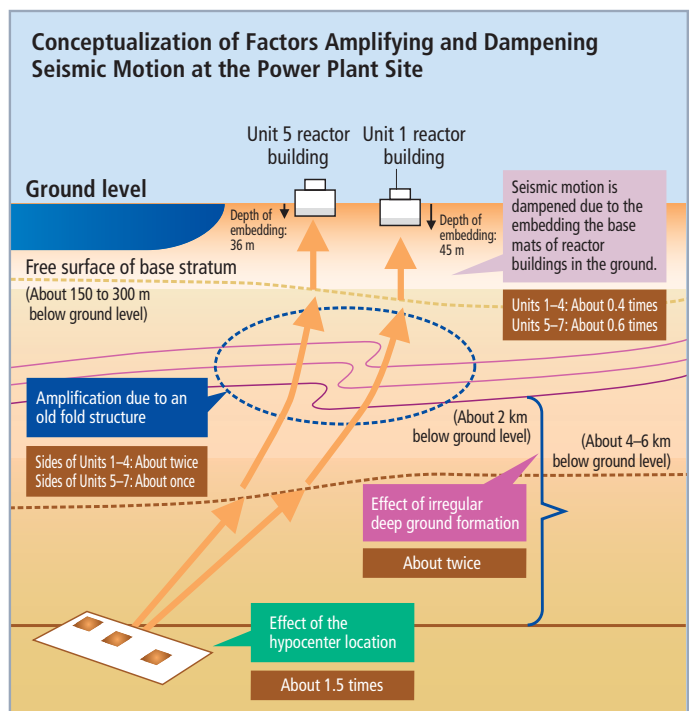 Conceptualization of Factors Amplifying and Dampening
Seismic Motion at the Power Plant Site
Unit 5 reactor
building
Unit 1 reactor
building
Ground level
Depth of
embedding:
36 m
Depth of
embedding:
45 m
Seismic motion is
dampened due to the
embedding the base
mats of reactor
buildings in the ground.
Free surface of base stratum
(About 150 to 300 m
below ground level)
Units 1–4: About 0.4 times
Units 5–7: About 0.6 times
Amplification due to an
old fold structure
Sides of Units 1–4: About twice
Sides of Units 5–7: About once
(About 2 km
below ground level)
(About 4–6 km
below ground level)
Effect of irregular
deep ground formation
About twice
Effect of the
hypocenter location
About 1.5 times